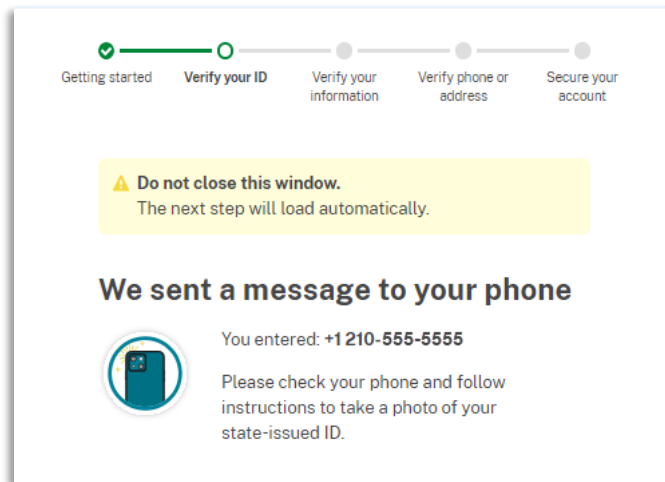 Getting started
Verify your ID
Verify your
information
Verify phone or
address
Secure your
account
Do not close this window.
The next step will load automatically.
We sent a message to your phone
You entered: +1 210-555-5555
Please check your phone and follow
instructions to take a photo of your
state-issued ID.